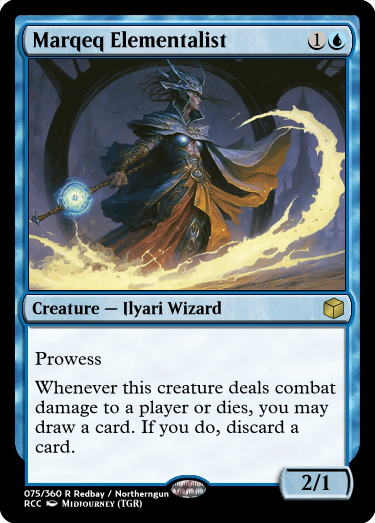 Marqeq Elementalist 1
Creature — Ilyari Wizard
Prowess
Whenever this creature deals combat
damage to a player or dies, you may
draw a card. If you do, discard a
card.
2/1
075/360 R Redbay / Northerngun
RCC Midjourney (TGR)